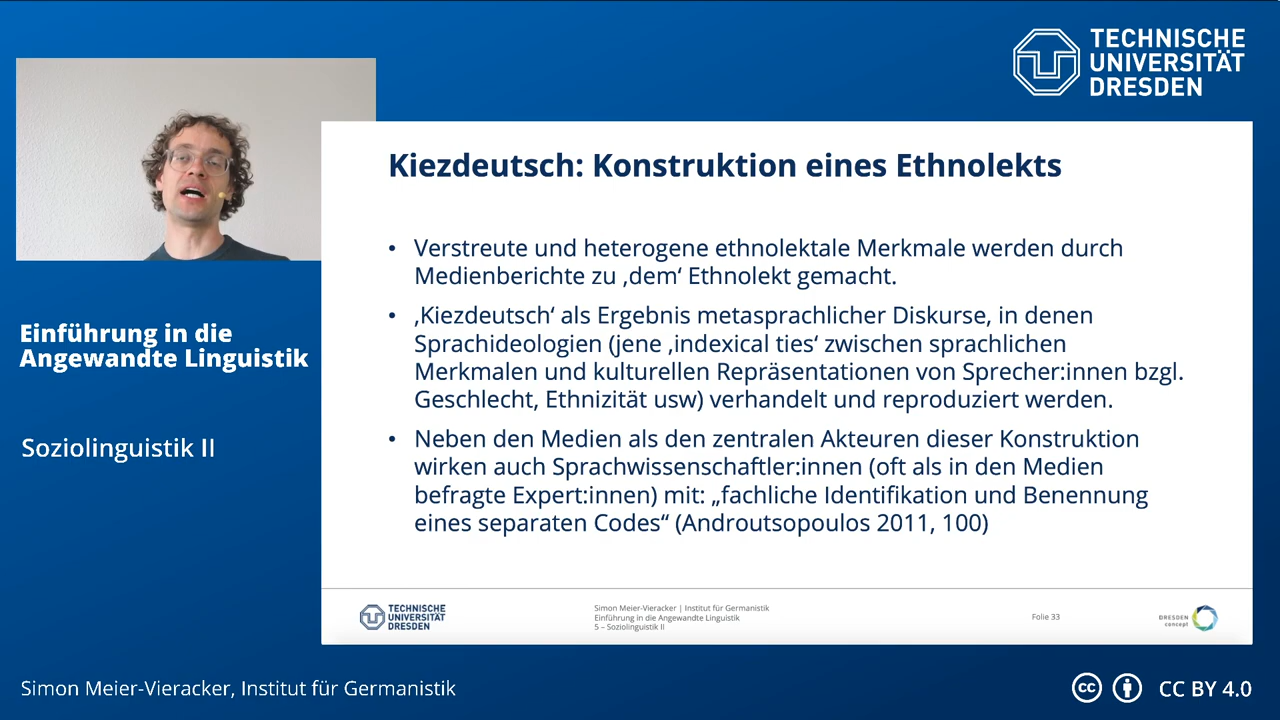 TECHNISCHE
UNIVERSITÄT
DRESDEN
Kiezdeutsch: Konstruktion eines Ethnolekts
• Verstreute und heterogene ethnolektale Merkmale werden durch
Medienberichte zu ‚dem‘ Ethnolekt gemacht.
• ‚Kiezdeutsch‘ als Ergebnis metasprachlicher Diskurse, in denen
Sprachideologien (jene ‚indexical ties‘ zwischen sprachlichen
Merkmalen und kulturellen Repräsentationen von Sprecher:innen bzgl.
Geschlecht, Ethnizität usw) verhandelt und reproduziert werden.
• Neben den Medien als den zentralen Akteuren dieser Konstruktion
wirken auch Sprachwissenschaftler:innen (oft als in den Medien
befragte Expert:innen) mit: „fachliche Identifikation und Benennung
eines separaten Codes“ (Androutsopoulos 2011, 100)
Einführung in die
Angewandte Linguistik
Soziolinguistik II
TECHNISCHE
UNIVERSITÄT
DRESDEN
Simon Meier-Vieracker | Institut für Germanistik
Einführung in die Angewandte Linguistik
5 – Soziolinguistik II
Folie 33
DRESDEN
concept
Simon Meier-Vieracker, Institut für Germanistik
cc CC BY 4.0